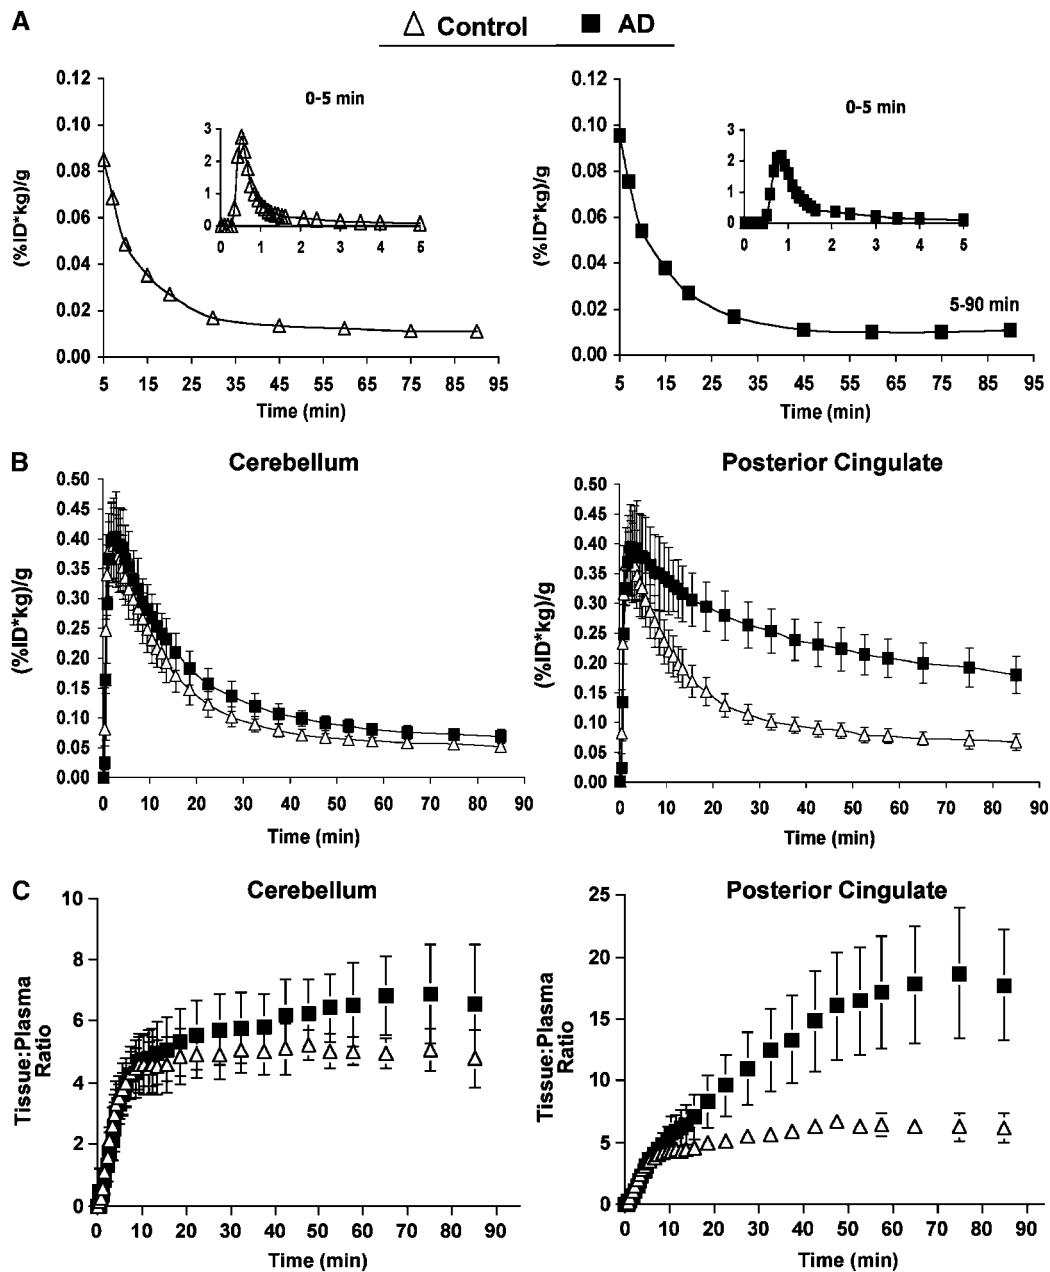 A
Control AD
0.12
0.10
0.08
0.06
0.04
0.02
0.00
(%ID*kg)/g
0-5 min
3
2
1
0
0 1 2 3 4 5
5 15 25 35 45 55 65 75 85 95
Time (min)
0.12
0.10
0.08
0.06
0.04
0.02
0.00
(%ID*kg)/g
0-5 min
3
2
1
0
0 1 2 3 4 5
5-90 min
5 15 25 35 45 55 65 75 85 95
Time (min)
B
Cerebellum
0.50
0.45
0.40
0.35
0.30
0.25
0.20
0.15
0.10
0.05
0.00
(%ID*kg)/g
0 10 20 30 40 50 60 70 80 90
Time (min)
Posterior Cingulate
0.50
0.45
0.40
0.35
0.30
0.25
0.20
0.15
0.10
0.05
0.00
(%ID*kg)/g
0 10 20 30 40 50 60 70 80 90
Time (min)
C
Cerebellum
10
8
6
4
2
0
Tissue:Plasma
Ratio
0 10 20 30 40 50 60 70 80 90
Time (min)
Posterior Cingulate
25
20
15
10
5
0
Tissue:Plasma
Ratio
0 10 20 30 40 50 60 70 80 90
Time (min)